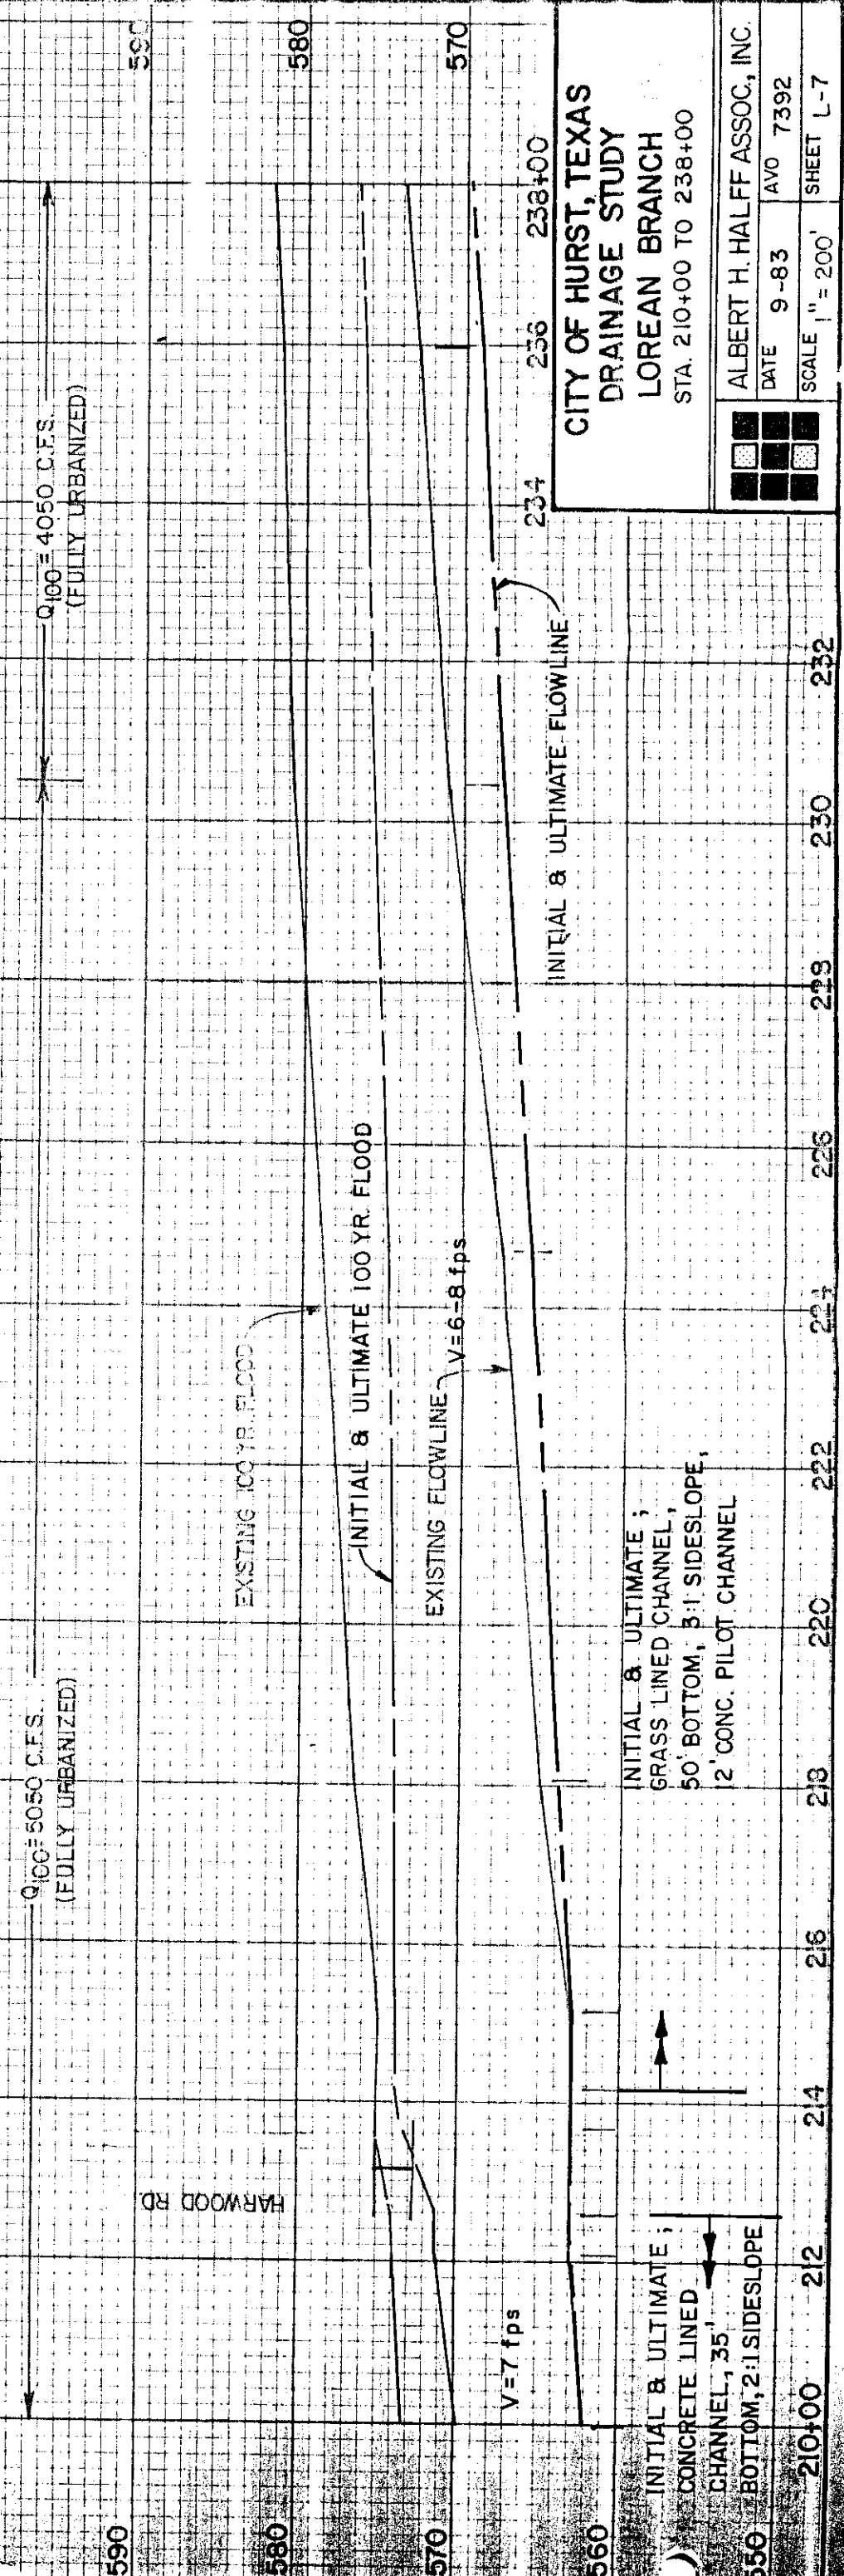 Q100=5050 C.F.S.
(FULLY URBANIZED)
Q100=4050 C.F.S.
(FULLY URBANIZED)
590
580
570
560
550
590
580
570
HARWOOD RD.
EXISTING 100 YR. FLOOD
INITIAL & ULTIMATE 100 YR. FLOOD
EXISTING FLOWLINE
V=6-8 fps
V=7 fps
INITIAL & ULTIMATE FLOWLINE
INITIAL & ULTIMATE;
CONCRETE LINED
CHANNEL, 35'
BOTTOM, 2:1 SIDESLOPE
INITIAL & ULTIMATE;
GRASS LINED CHANNEL,
50' BOTTOM, 3:1 SIDESLOPE,
12' CONC. PILOT CHANNEL
210+00
212
214
216
218
220
222
224
226
228
230
232
234
236
238+00
CITY OF HURST, TEXAS
DRAINAGE STUDY
LOREAN BRANCH
STA. 210+00 TO 238+00
ALBERT H. HALFF ASSOC., INC.
DATE 9-83
AVO 7392
SCALE 1" = 200'
SHEET L-7